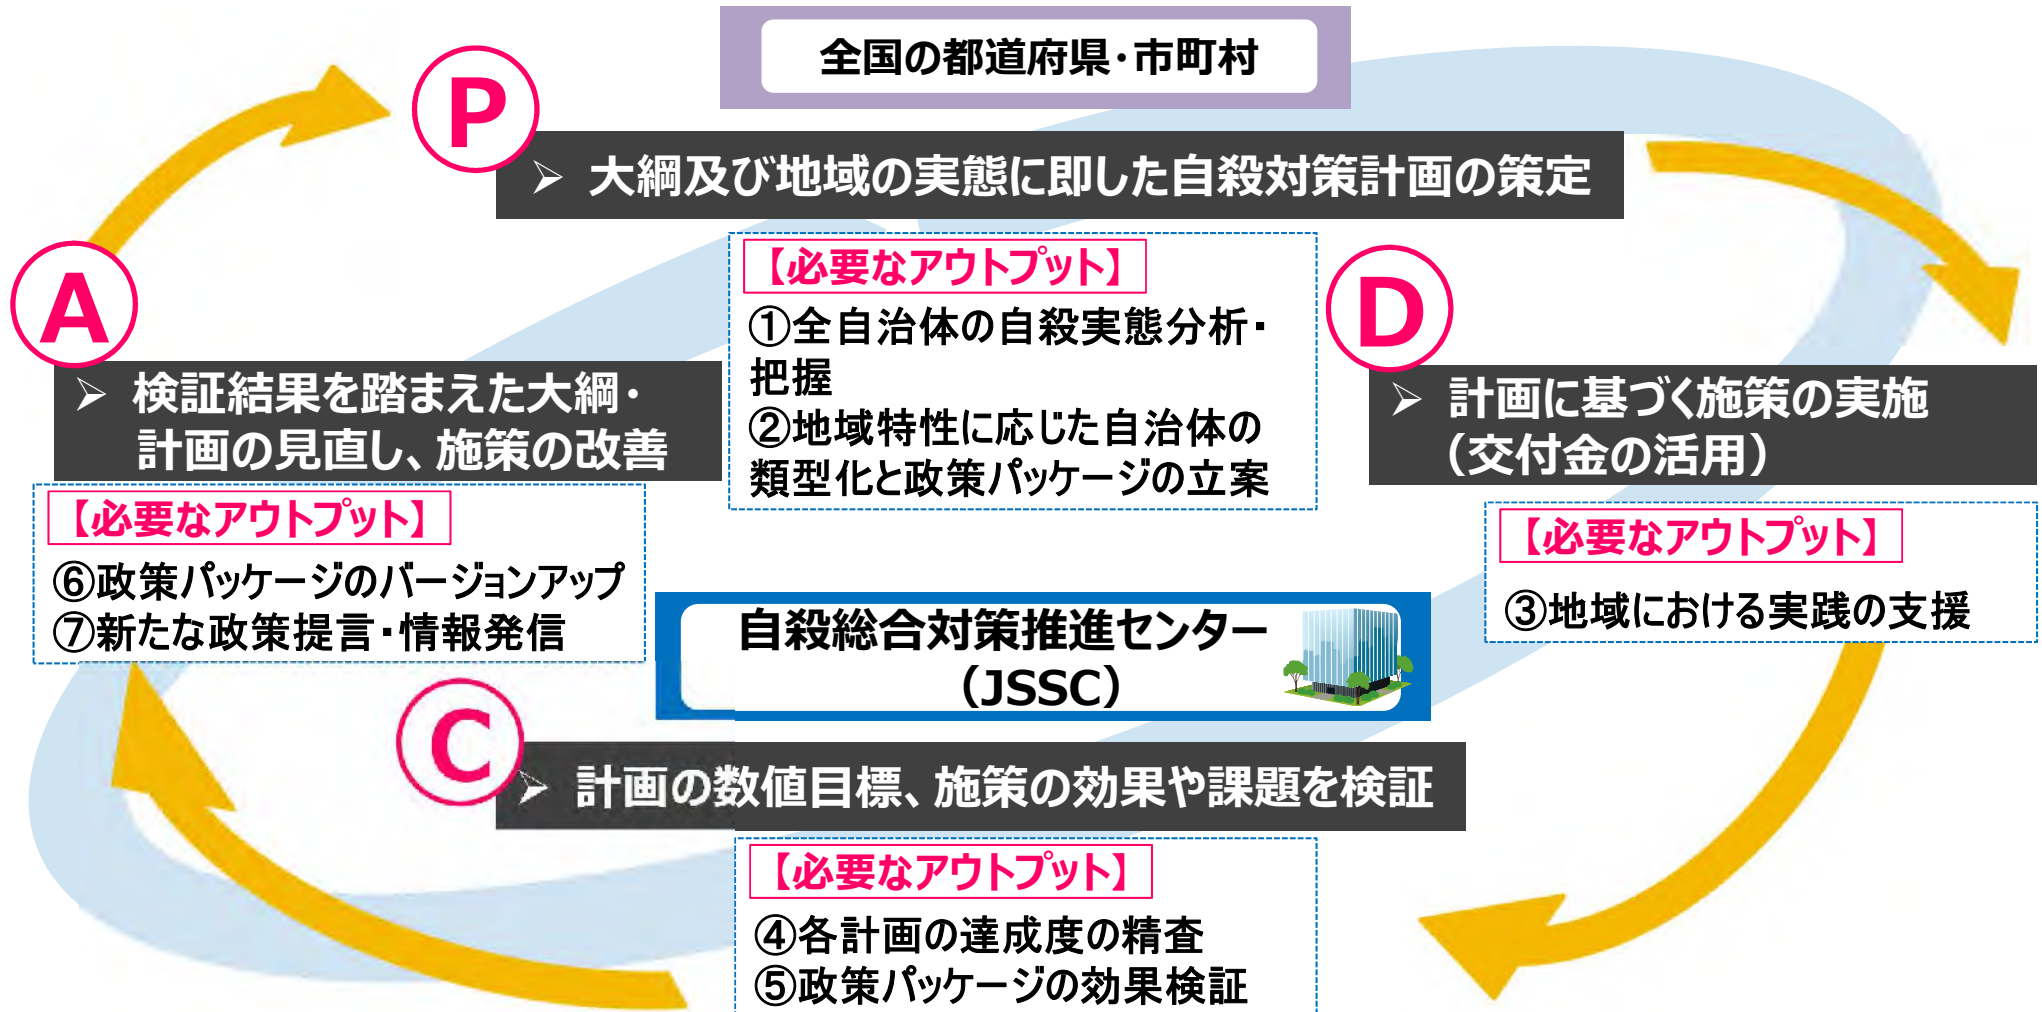 全国の都道府県・市町村
P
➢ 大綱及び地域の実態に即した自殺対策計画の策定
【必要なアウトプット】
①全自治体の自殺実態分析・
把握
②地域特性に応じた自治体の
類型化と政策パッケージの立案
D
➢ 計画に基づく施策の実施
（交付金の活用）
【必要なアウトプット】
③地域における実践の支援
A
➢ 検証結果を踏まえた大綱・
計画の見直し、施策の改善
【必要なアウトプット】
⑥政策パッケージのバージョンアップ
⑦新たな政策提言・情報発信
自殺総合対策推進センター
（JSSC）
C
➢ 計画の数値目標、施策の効果や課題を検証
【必要なアウトプット】
④各計画の達成度の精査
⑤政策パッケージの効果検証